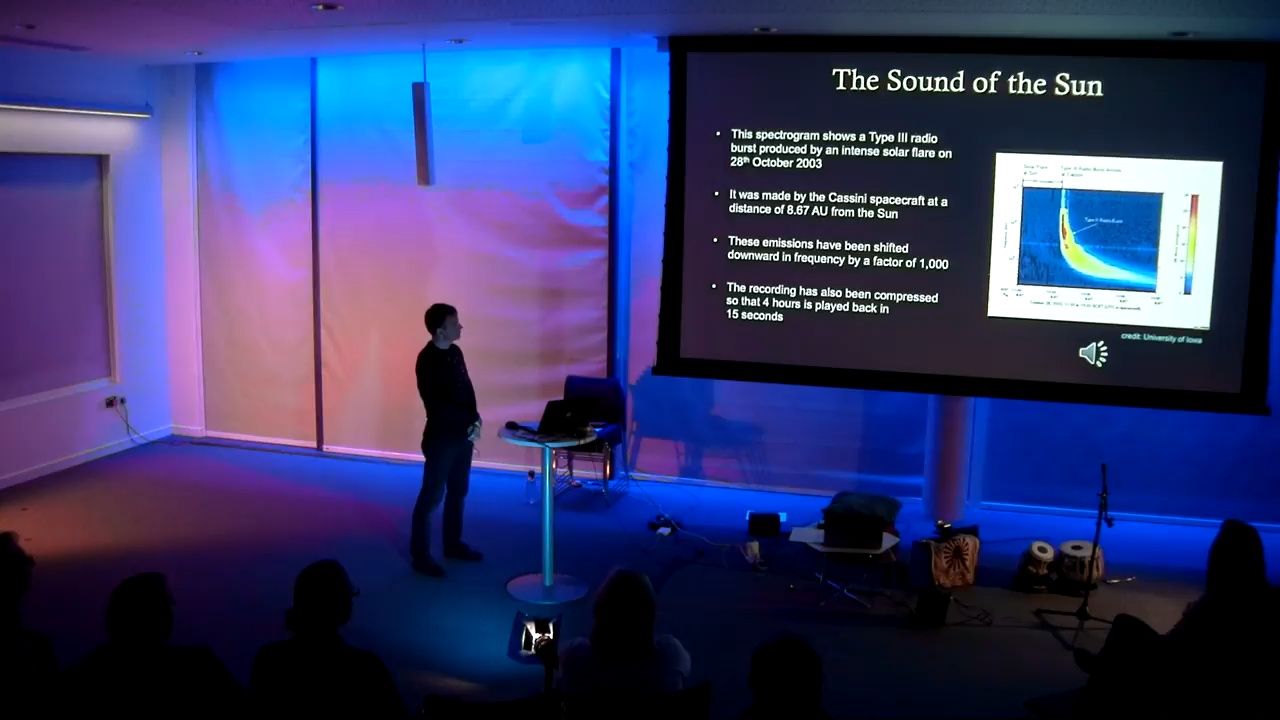 The Sound of the Sun
• This spectrogram shows a Type III radio
burst produced by an intense solar flare on
28th October 2003
• It was made by the Cassini spacecraft at a
distance of 8.67 AU from the Sun
• These emissions have been shifted
downward in frequency by a factor of 1,000
• The recording has also been compressed
so that 4 hours is played back in
15 seconds
credit: University of Iowa